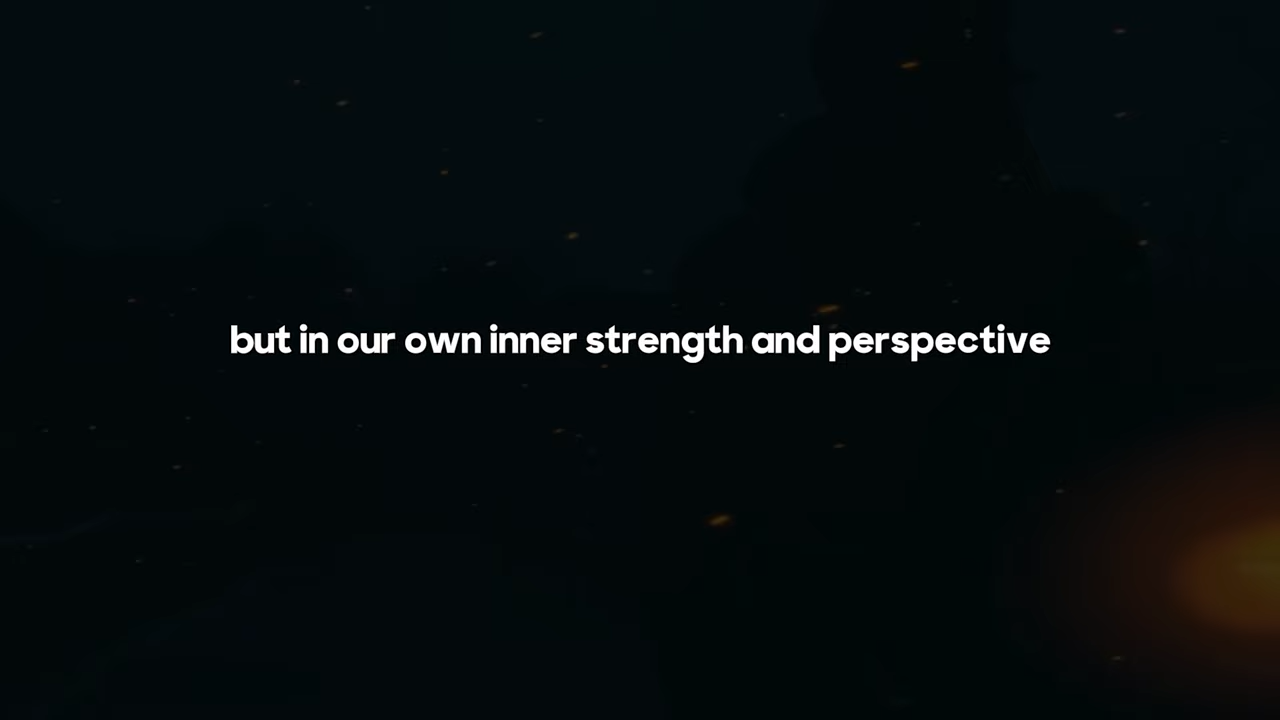 but in our own inner strength and perspective